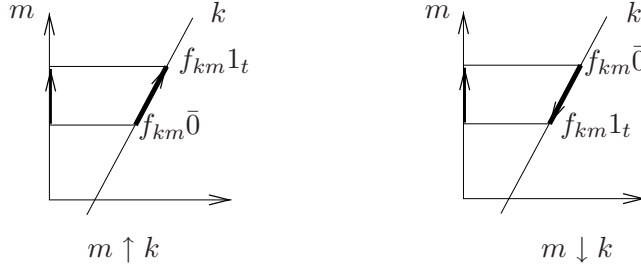 m k m k
f_{km}1_t f_{km}\bar{0}
f_{km}\bar{0} f_{km}1_t
m ↑ k m ↓ k